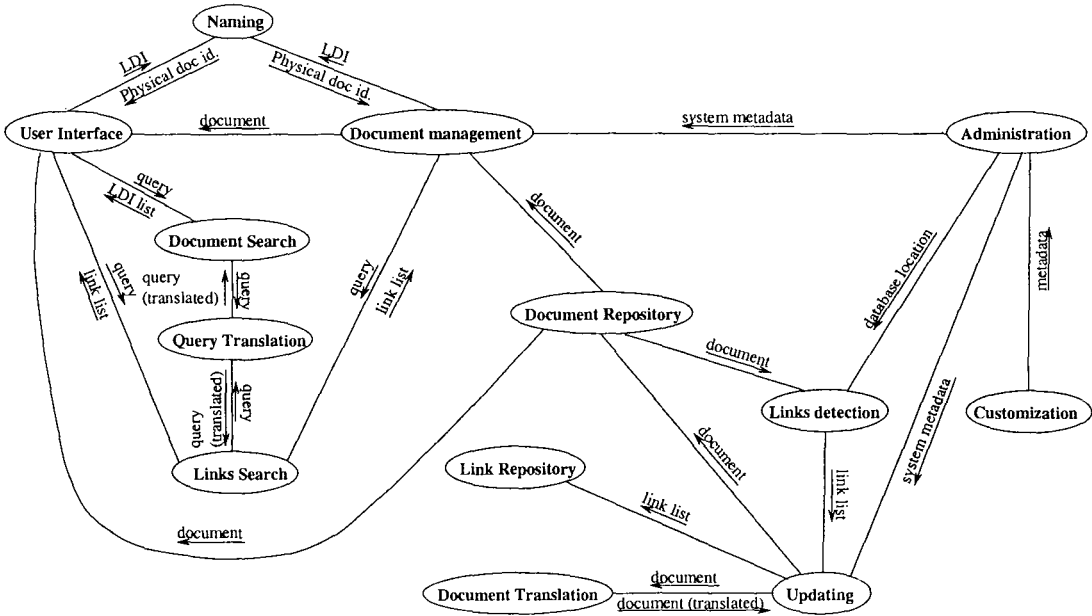 Naming
LDI
Physical doc id.
LDI
Physical doc id.
User Interface
document
Document management
system metadata
Administration
query
LDI list
Document Search
document
link list
query
query
(translated)
query
query
link list
database location
metadata
Query Translation
Document Repository
document
query
(translated)
query
Links detection
Customization
system metadata
document
Links Search
Link Repository
link list
link list
document
document
Document Translation
document (translated)
Updating